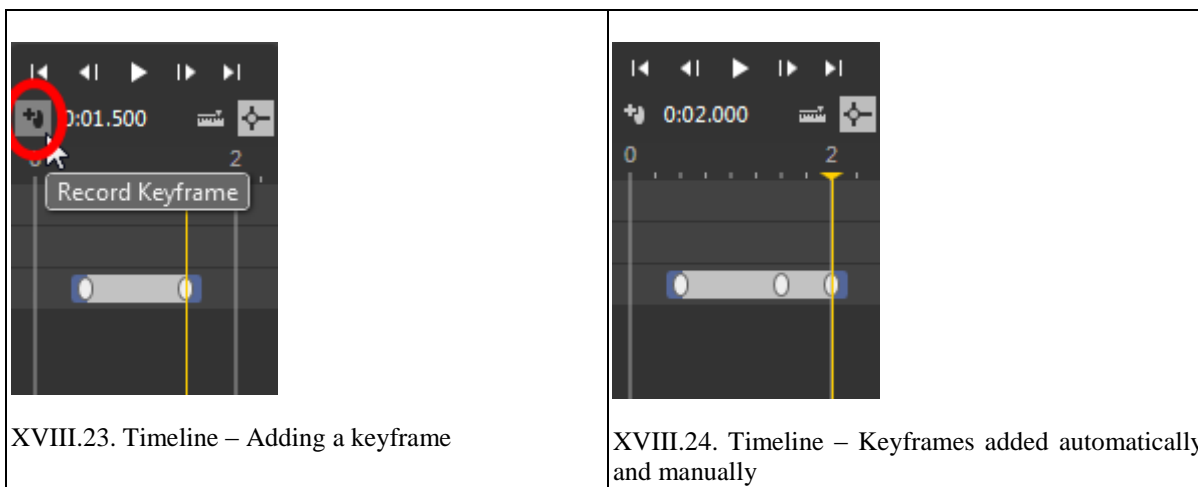 0:01.500
0
2
Record Keyframe
XVIII.23. Timeline – Adding a keyframe
0:02.000
0
2
XVIII.24. Timeline – Keyframes added automatically
and manually